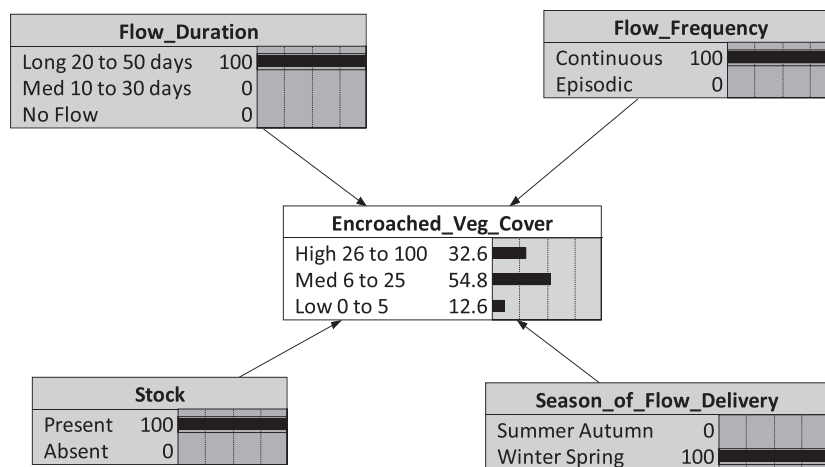 Flow_Duration
Long 20 to 50 days 100
Med 10 to 30 days 0
No Flow 0
Flow_Frequency
Continuous 100
Episodic 0
Encroached_Veg_Cover
High 26 to 100 32.6
Med 6 to 25 54.8
Low 0 to 5 12.6
Stock
Present 100
Absent 0
Season_of_Flow_Delivery
Summer Autumn 0
Winter Spring 100